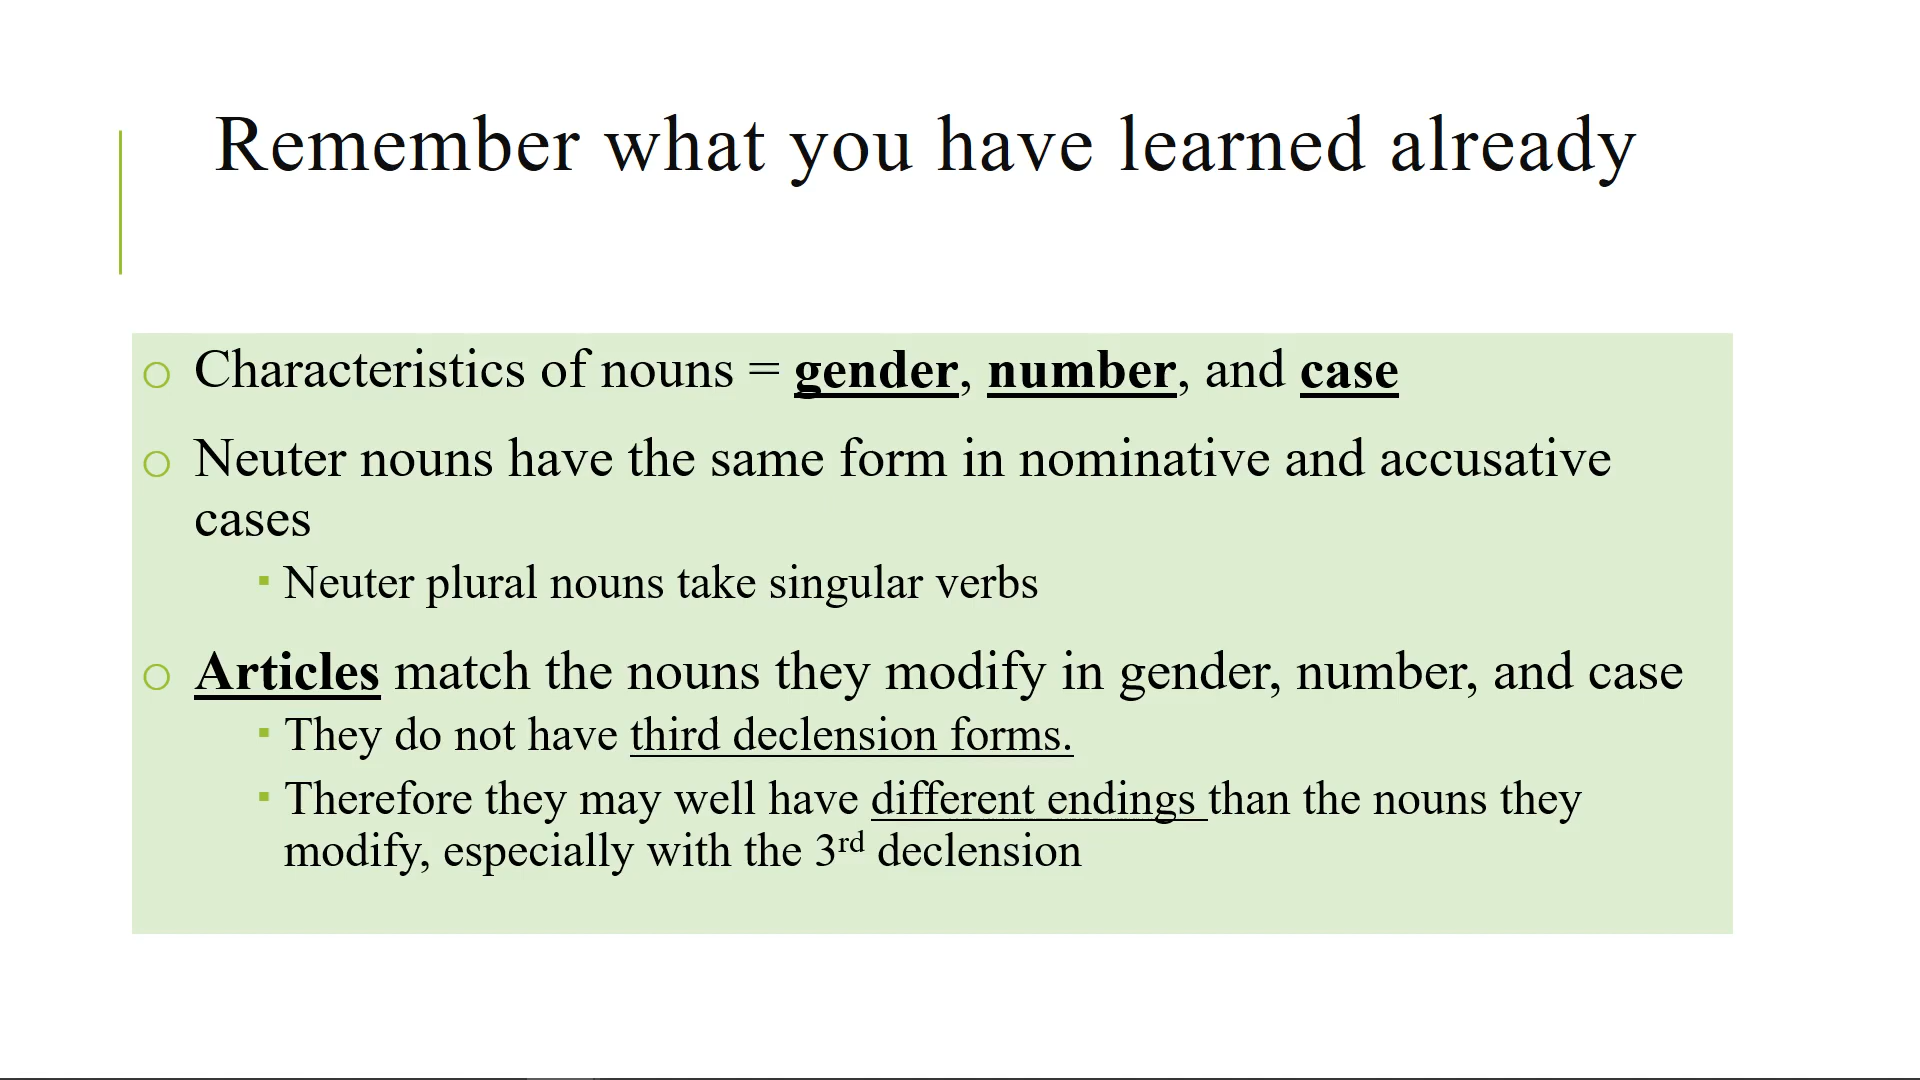 Remember what you have learned already
Characteristics of nouns = gender, number, and case
Neuter nouns have the same form in nominative and accusative
cases
Neuter plural nouns take singular verbs
Articles match the nouns they modify in gender, number, and case
They do not have third declension forms.
Therefore they may well have different endings than the nouns they
modify, especially with the 3rd declension